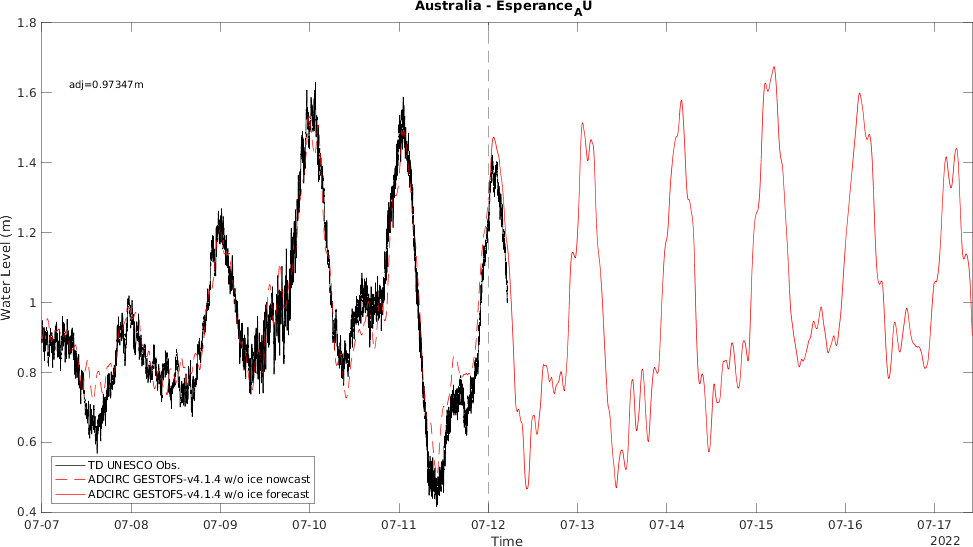 Australia - Esperance_AU
adj=0.97347m
Water Level (m)
1.8
1.6
1.4
1.2
1
0.8
0.6
0.4
TD UNESCO Obs.
ADCIRC GESTOFS-v4.1.4 w/o ice nowcast
ADCIRC GESTOFS-v4.1.4 w/o ice forecast
07-07 07-08 07-09 07-10 07-11 07-12 07-13 07-14 07-15 07-16 07-17
Time
2022